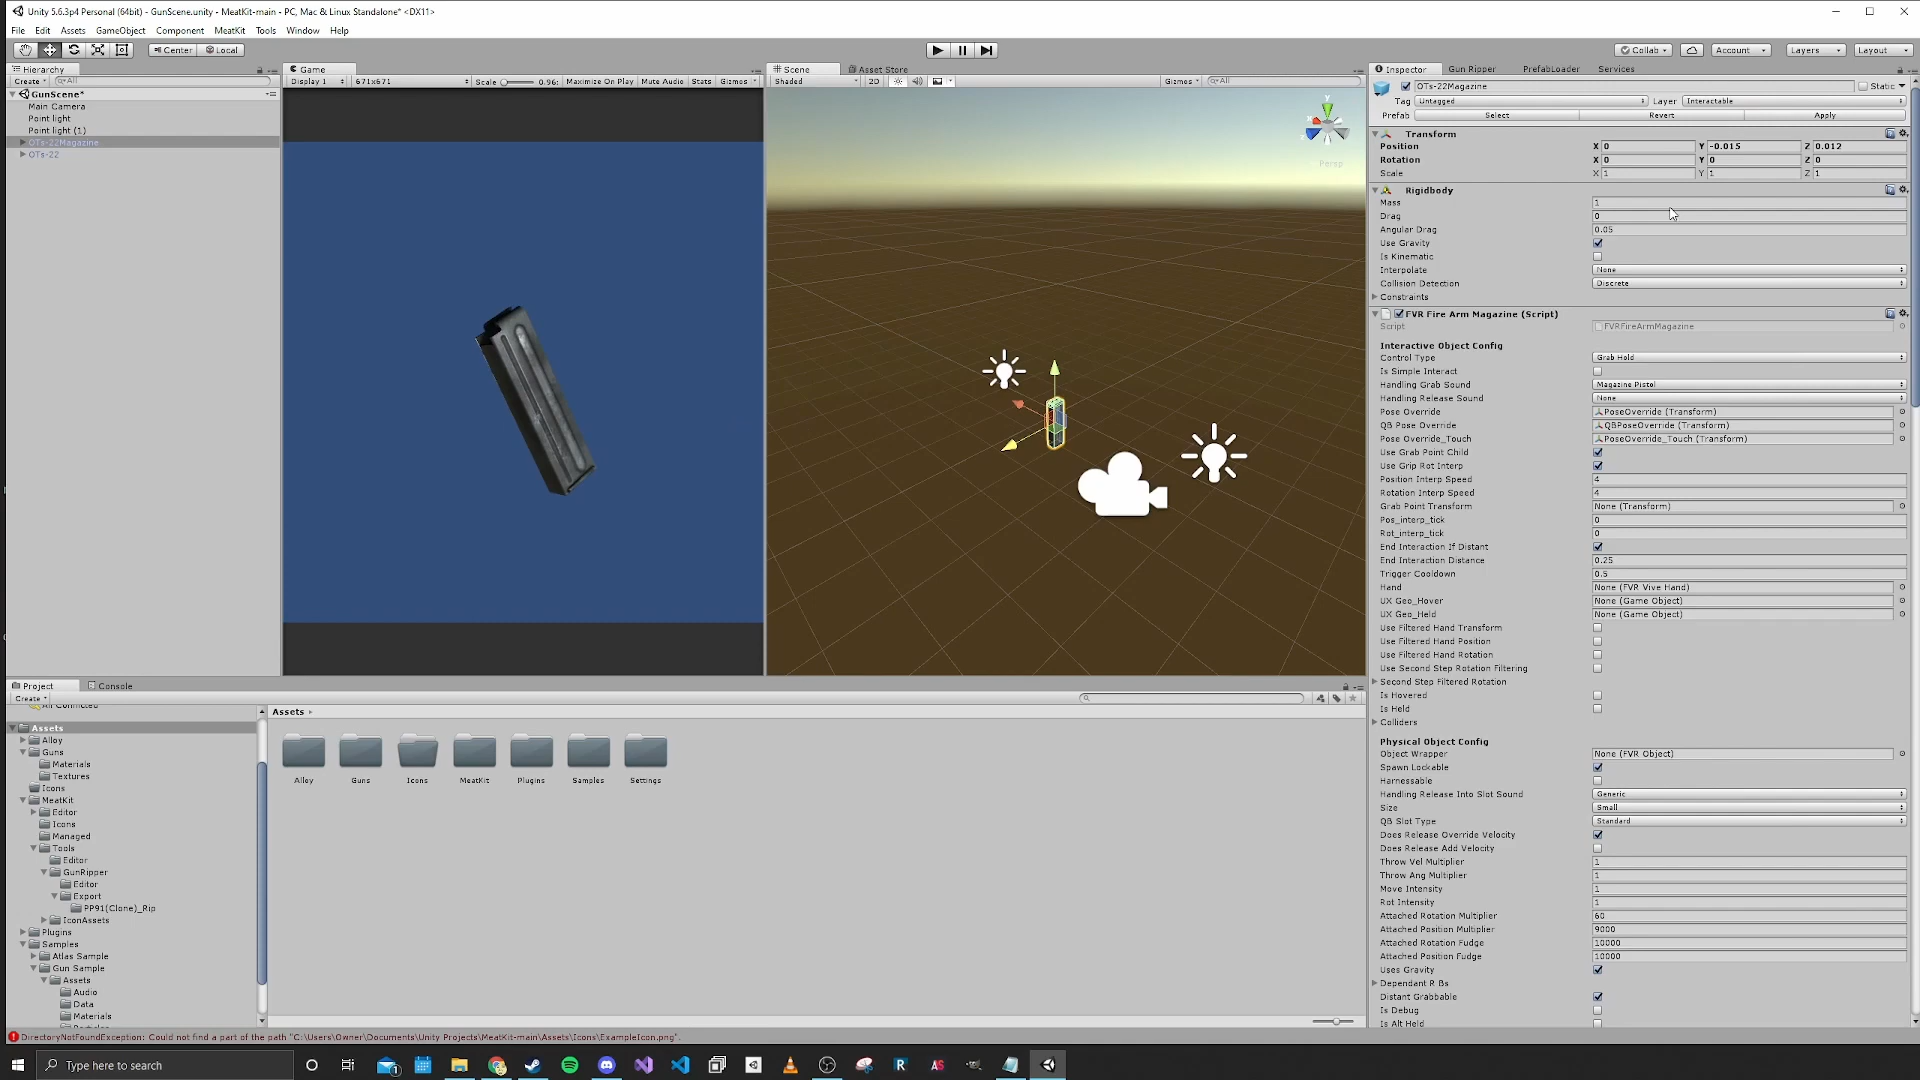 Unity 5.6.3p4 Personal (64bit) - GunScene.unity - MeatKit-main - PC, Mac & Linux Standalone* <DX11>
File Edit Assets GameObject Component MeatKit Tools Window Help
Center Local
Collab Account Layers Layout
Hierarchy
Create All
GunScene*
Main Camera
Point light
Point light (1)
OTs-22Magazine
OTs-22
Game
Display 1 671x671 Scale 0.96: Maximize On Play Mute Audio Stats Gizmos
Scene Asset Store
Shaded 2D Gizmos All
y
Persp
Inspector Gun Ripper PrefabLoader Services
OTs-22Magazine Static
Tag Untagged Layer Interactable
Prefab Select Revert Apply
Transform
Position X 0 Y -0.015 Z 0.012
Rotation X 0 Y 0 Z 0
Scale X 1 Y 1 Z 1
Rigidbody
Mass 1
Drag 0
Angular Drag 0.05
Use Gravity
Is Kinematic
Interpolate None
Collision Detection Discrete
Constraints
FVR Fire Arm Magazine (Script)
Script FVRFireArmMagazine
Interactive Object Config
Control Type Grab Hold
Is Simple Interact
Handling Grab Sound Magazine Pistol
Handling Release Sound None
Pose Override PoseOverride (Transform)
QB Pose Override QBPoseOverride (Transform)
Pose Override_Touch PoseOverride_Touch (Transform)
Use Grab Point Child
Use Grip Rot Interp
Position Interp Speed 4
Rotation Interp Speed 4
Grab Point Transform None (Transform)
Pos_interp_tick 0
Rot_interp_tick 0
End Interaction If Distant
End Interaction Distance 0.25
Trigger Cooldown 0.5
Hand None (FVR Vive Hand)
UX Geo_Hover None (Game Object)
UX Geo_Held None (Game Object)
Use Filtered Hand Transform
Use Filtered Hand Position
Use Filtered Hand Rotation
Use Second Step Rotation Filtering
Second Step Filtered Rotation
Is Hovered
Is Held
Colliders
Physical Object Config
Object Wrapper None (FVR Object)
Spawn Lockable
Harnessable
Handling Release Into Slot Sound Generic
Size Small
QB Slot Type Standard
Does Release Override Velocity
Does Release Add Velocity
Throw Vel Multiplier 1
Throw Ang Multiplier 1
Move Intensity 1
Rot Intensity 1
Attached Rotation Multiplier 60
Attached Position Multiplier 9000
Attached Rotation Fudge 10000
Attached Position Fudge 10000
Uses Gravity
Dependant R Bs
Distant Grabbable
Is Debug
Is Alt Held
Project Console
Create
All Conflicted
Assets
Alloy
Guns
Materials
Textures
Icons
MeatKit
Editor
Icons
Managed
Tools
Editor
GunRipper
Editor
Export
PP91(Clone)_Rip
IconAssets
Plugins
Samples
Atlas Sample
Gun Sample
Assets
Audio
Data
Materials
Assets
Alloy Guns Icons MeatKit Plugins Samples Settings
DirectoryNotFoundException: Could not find a part of the path "C:\Users\Owner\Documents\Unity Projects\MeatKit-main\Assets\Icons\ExampleIcon.png".
Type here to search